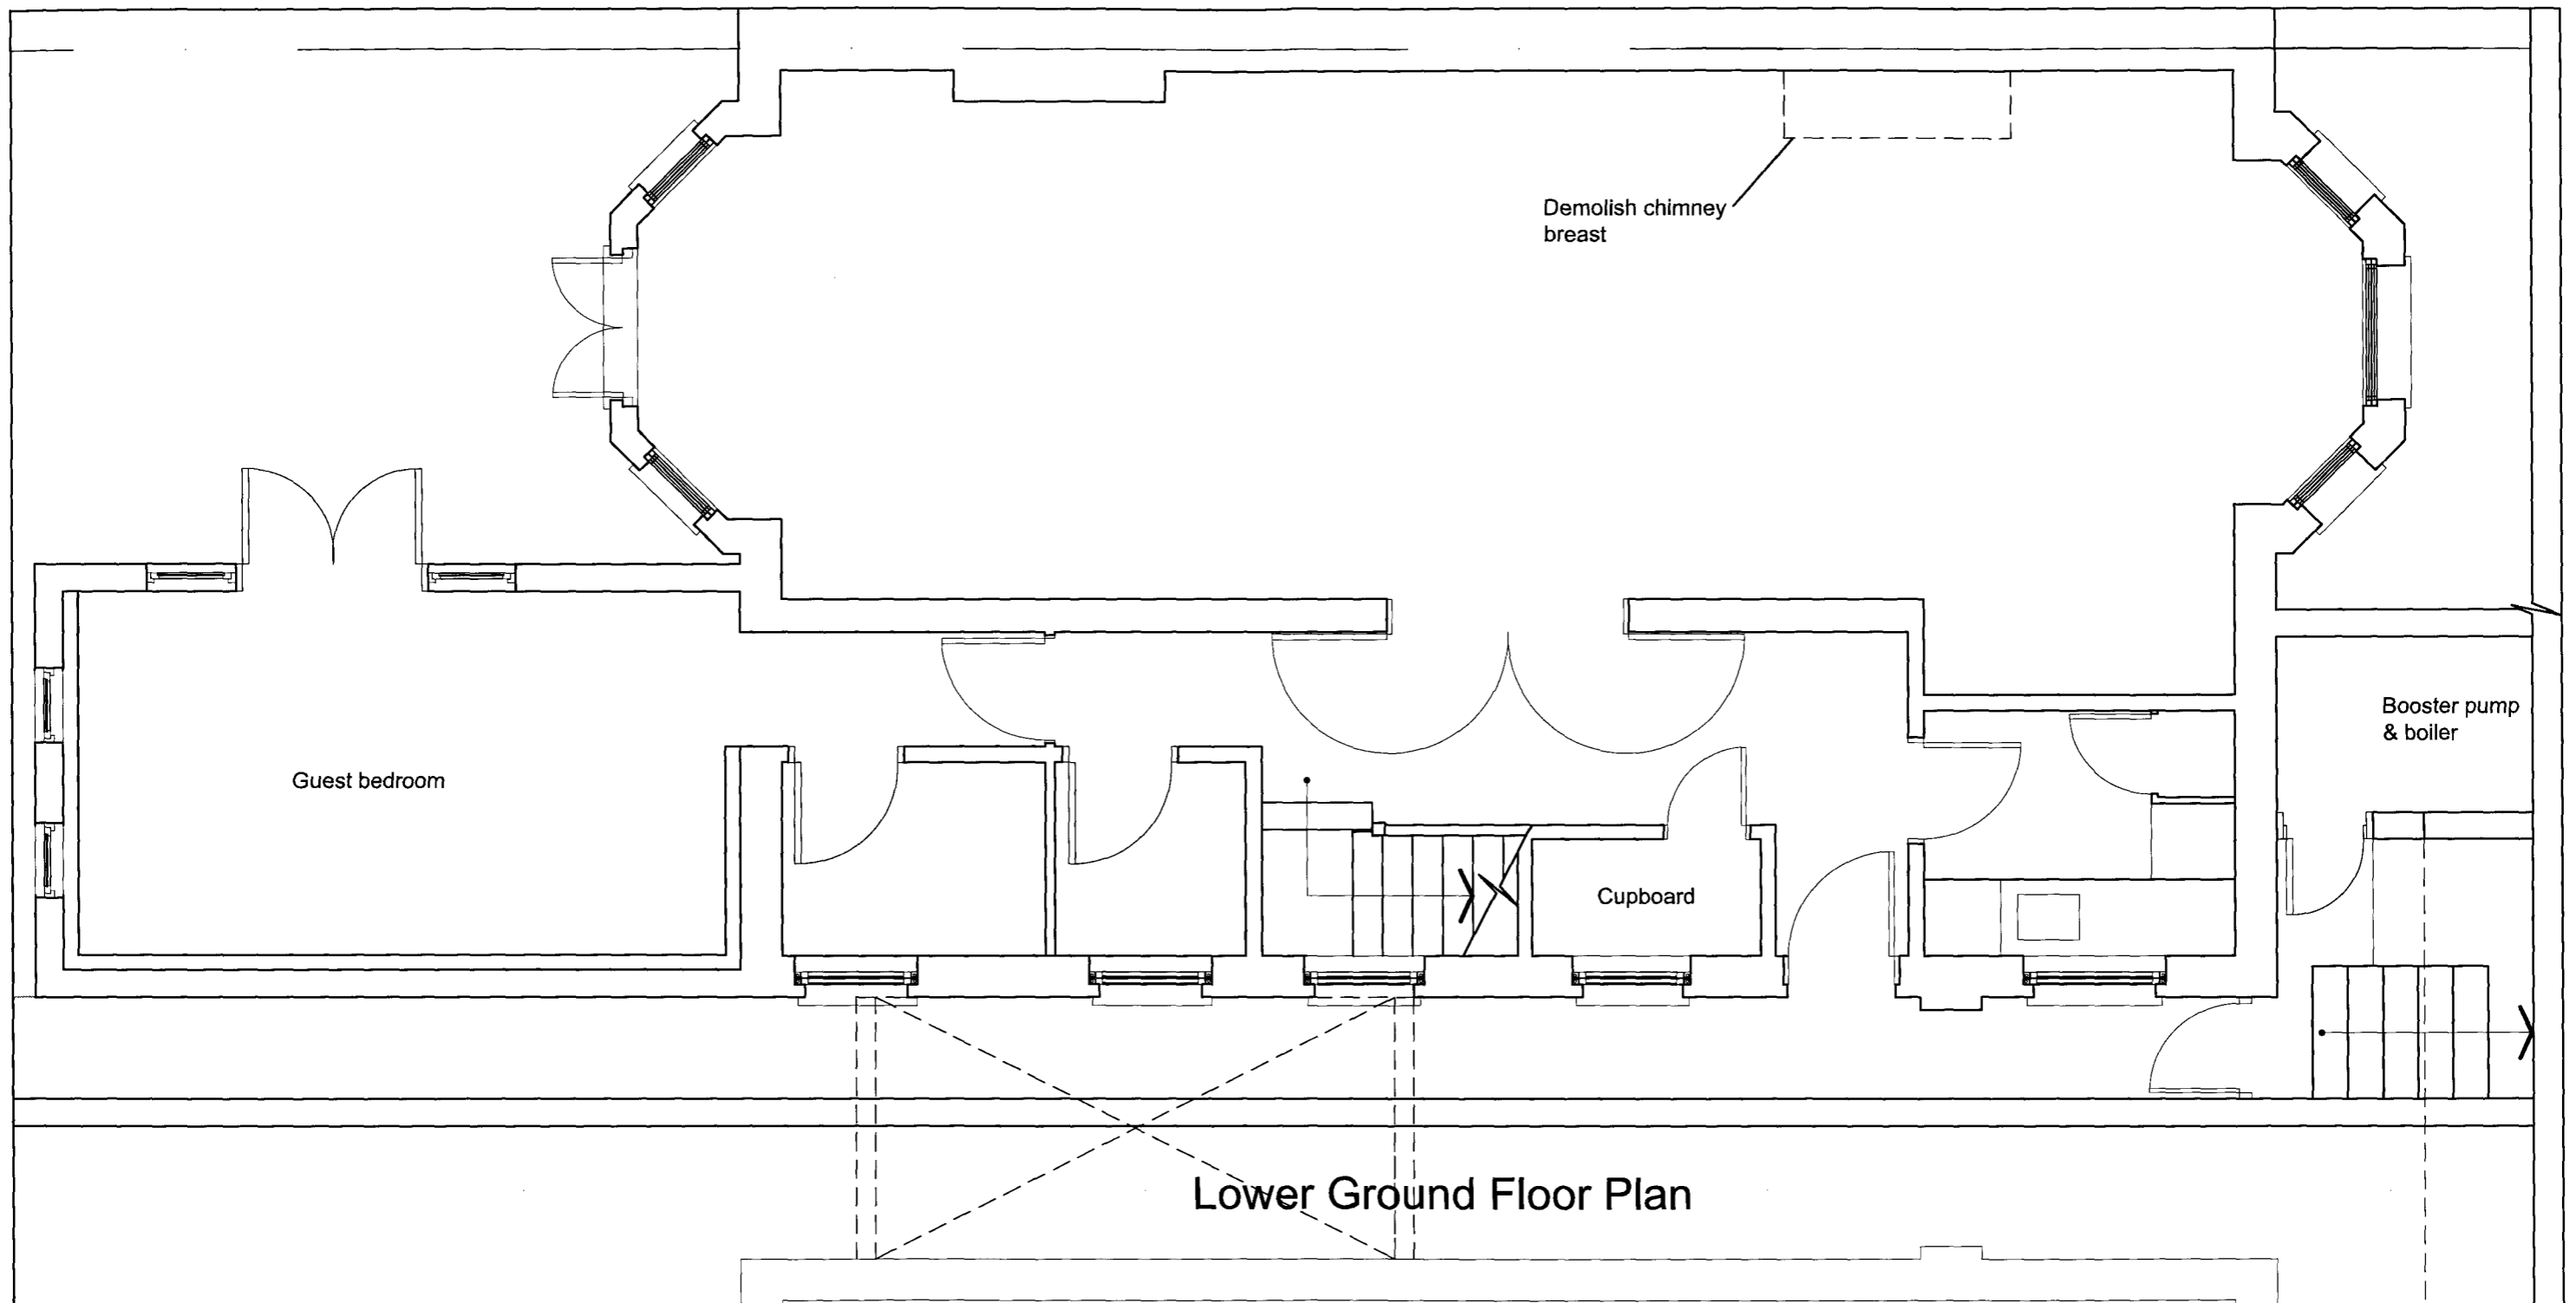 Demolish chimney
breast
Booster pump
& boiler
Guest bedroom
Cupboard
Lower Ground Floor Plan